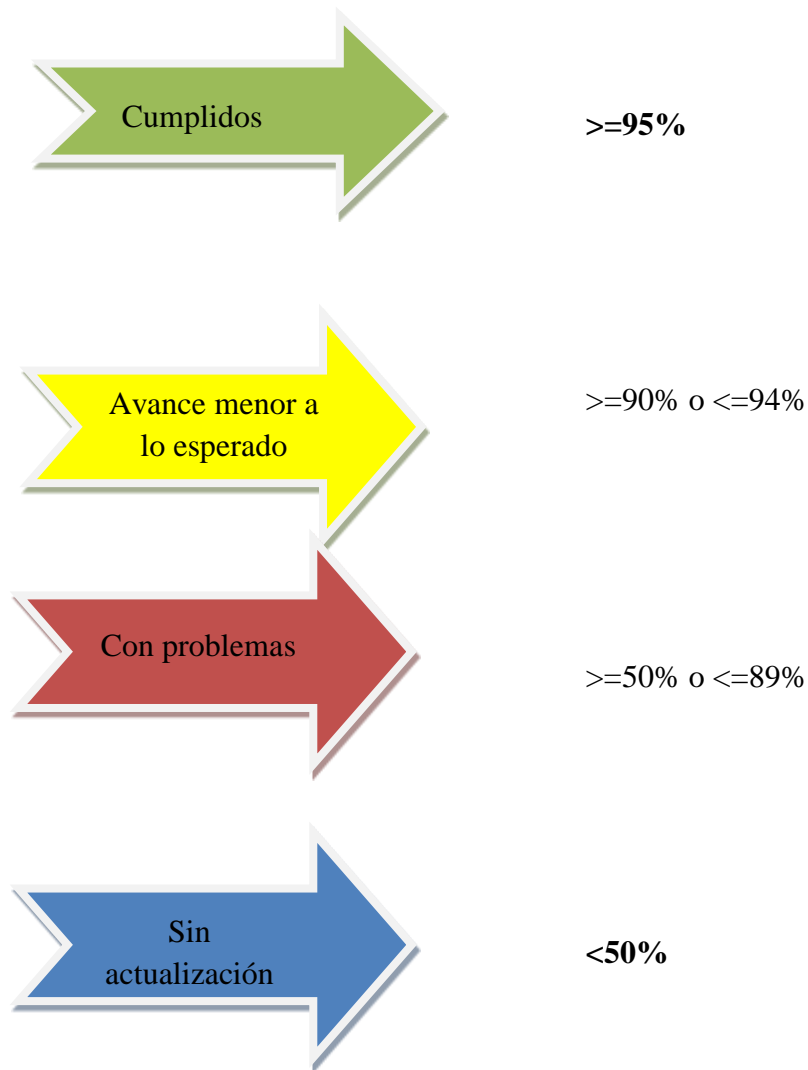 Cumplidos
>=95%
Avance menor a
lo esperado
>=90% o <=94%
Con problemas
>=50% o <=89%
Sin
actualización
<50%